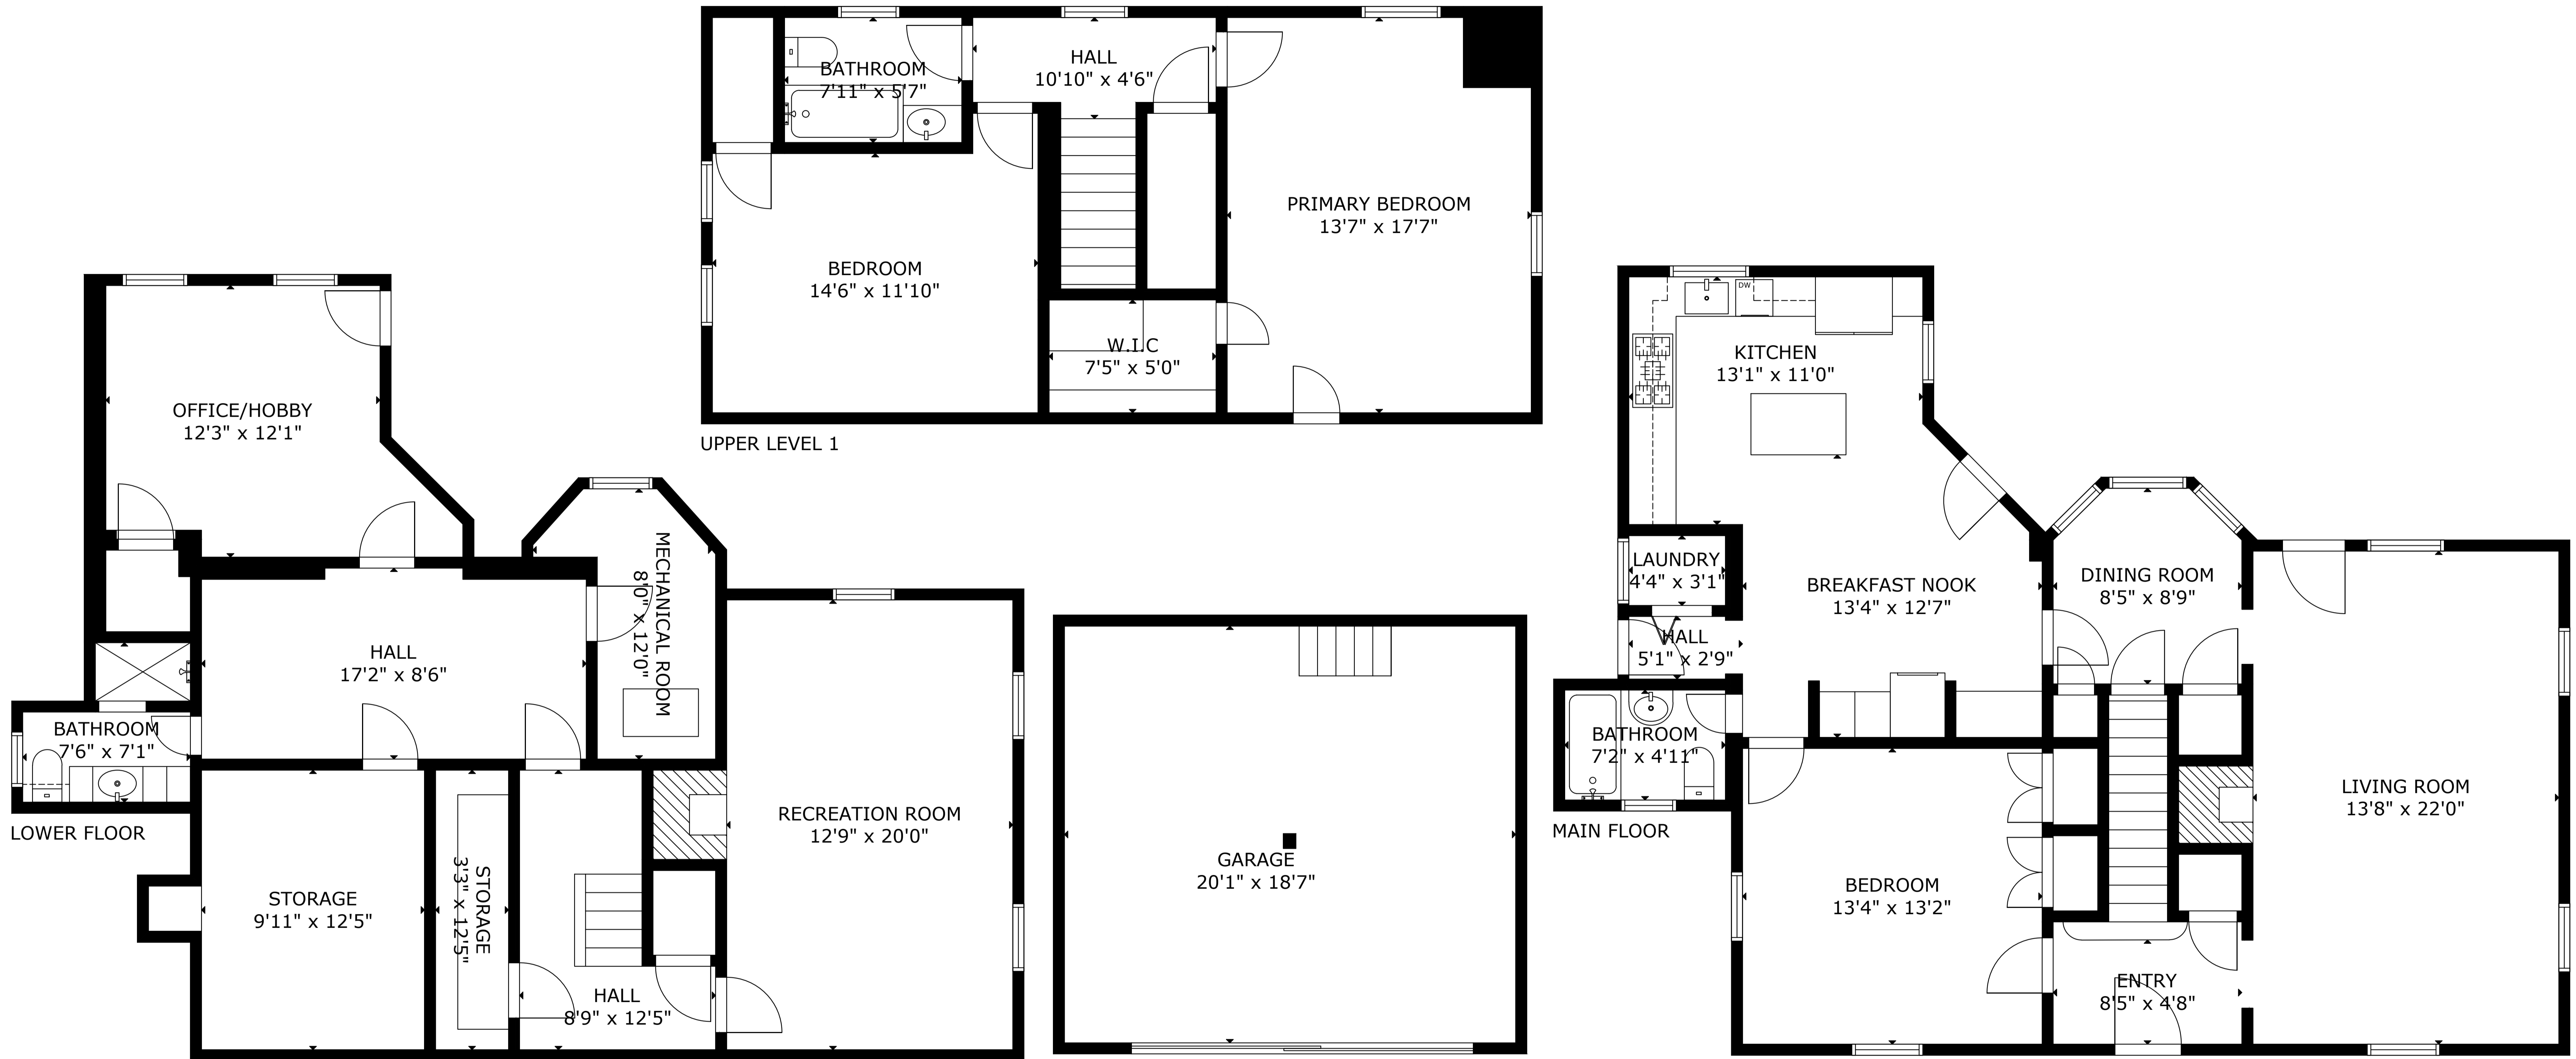 BATHROOM
7'11" x 5'7"
HALL
10'10" x 4'6"
PRIMARY BEDROOM
13'7" x 17'7"
BEDROOM
14'6" x 11'10"
W.I.C
7'5" x 5'0"
UPPER LEVEL 1
OFFICE/HOBBY
12'3" x 12'1"
MECHANICAL ROOM
8'0" x 12'0"
HALL
17'2" x 8'6"
BATHROOM
7'6" x 7'1"
LOWER FLOOR
STORAGE
9'11" x 12'5"
STORAGE
3'3" x 12'5"
HALL
8'9" x 12'5"
RECREATION ROOM
12'9" x 20'0"
GARAGE
20'1" x 18'7"
DW
KITCHEN
13'1" x 11'0"
LAUNDRY
4'4" x 3'1"
BREAKFAST NOOK
13'4" x 12'7"
DINING ROOM
8'5" x 8'9"
HALL
5'1" x 2'9"
BATHROOM
7'2" x 4'11"
MAIN FLOOR
LIVING ROOM
13'8" x 22'0"
BEDROOM
13'4" x 13'2"
ENTRY
8'5" x 4'8"